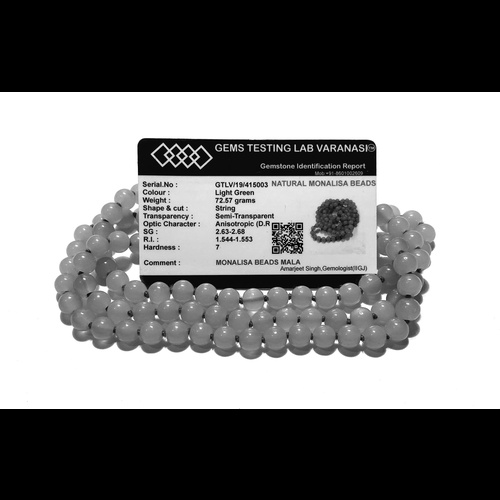 GEMS TESTING LAB VARANASI
Gemstone Identification Report
Mob +91-8601002609
Serial.No : GTLV/19/415003 NATURAL MONALISA BEADS
Colour : Light Green
Weight : 72.57 grams
Shape & cut : String
Transparency : Semi-Transparent
Optic Character : Anisotropic (D.R
SG : 2.63-2.68
R.I. : 1.544-1.553
Hardness : 7
Comment : MONALISA BEADS MALA
Amarjeet Singh,Gemologist(IIGJ)